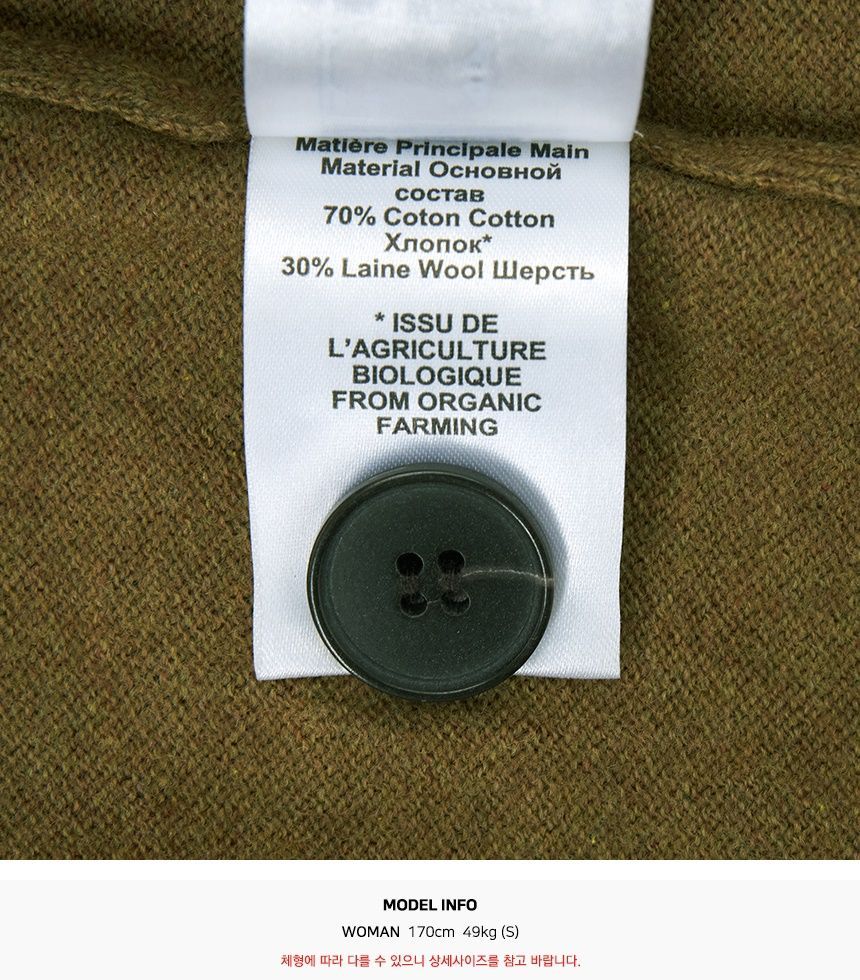 Matière Principale Main
Material Основной
состав
70% Coton Cotton
Хлопок*
30% Laine Wool Шерсть
* ISSU DE
L'AGRICULTURE
BIOLOGIQUE
FROM ORGANIC
FARMING
MODEL INFO
WOMAN 170cm 49kg (S)
체형에 따라 다를 수 있으니 상세사이즈를 참고 바랍니다.